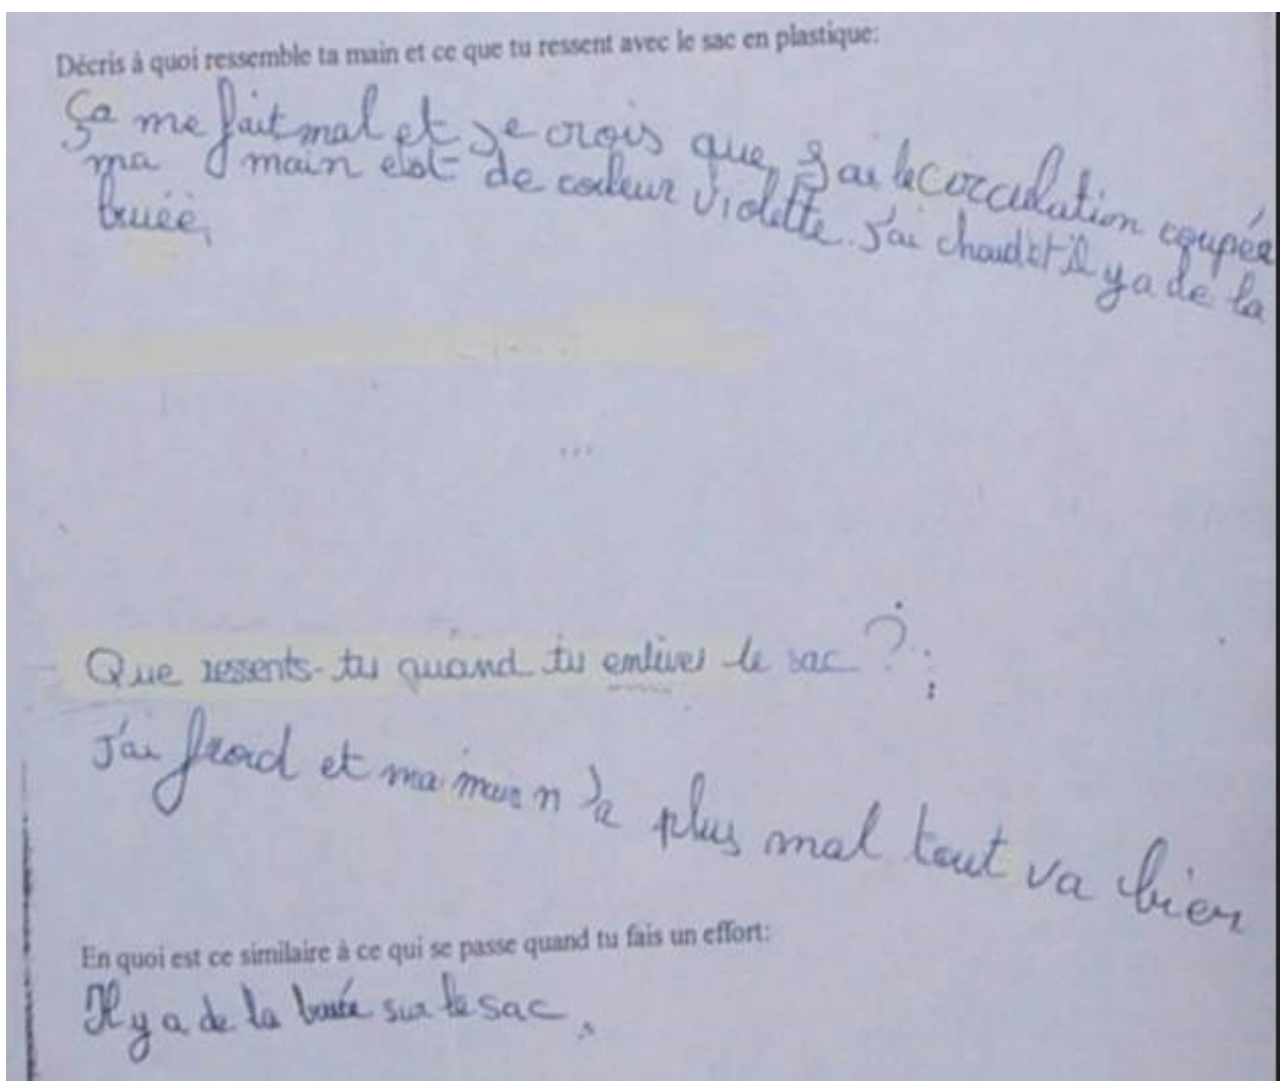 Décris à quoi ressemble ta main et ce que tu ressent avec le sac en plastique:
Ça me fait mal et je crois que j'ai le circulation coupée
ma main est de couleur violette. j'ai chaud et il y a de la
buée,
...
Que ressents-tu quand tu enlèves le sac ?
J'ai froid et ma main n'a plus mal tout va bien
En quoi est ce similaire à ce qui se passe quand tu fais un effort:
Il y a de la buée sur le sac.